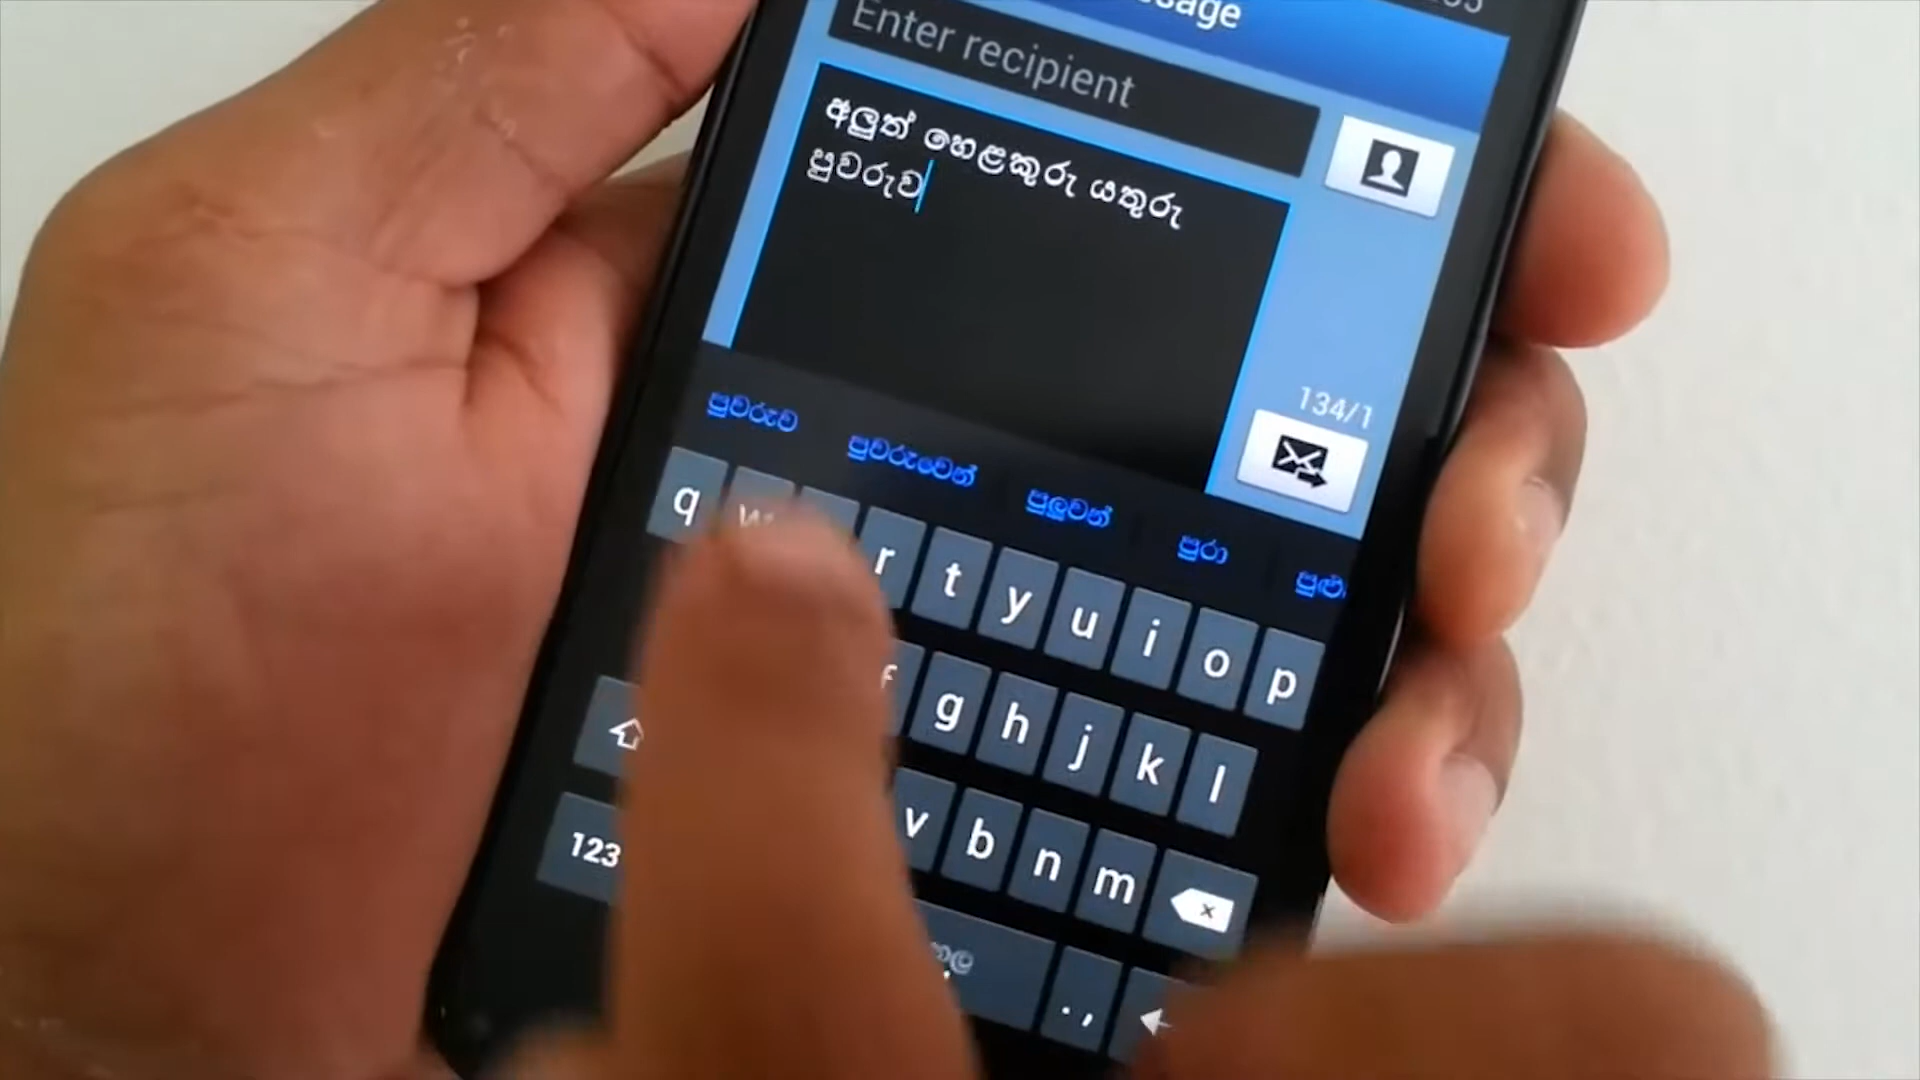 Enter recipient
අලුත් හෙළකුරු යතුරු
පුවරුව
134/1
පුවරුව පුවරුවෙන් පුලුවන් පුරා
q w r t y u i o p
f g h j k l
v b n m
123
.,